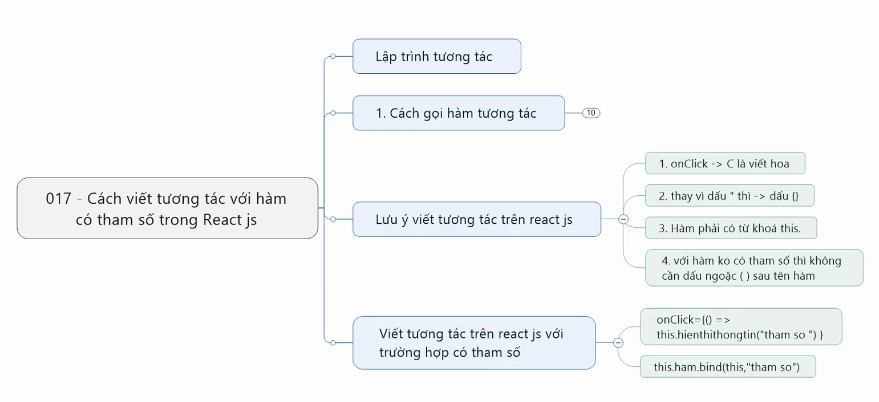 017 - Cách viết tương tác với hàm
có tham số trong React js
Lập trình tương tác
1. Cách gọi hàm tương tác
10
Lưu ý viết tương tác trên react js
1. onClick -> C là viết hoa
2. thay vì dấu " thì -> dấu {}
3. Hàm phải có từ khoá this.
4. với hàm ko có tham số thì không
cần dấu ngoặc ( ) sau tên hàm
Viết tương tác trên react js với
trường hợp có tham số
onClick={() =>
this.hienthithongtin("tham so ") }
this.ham.bind(this,"tham so")